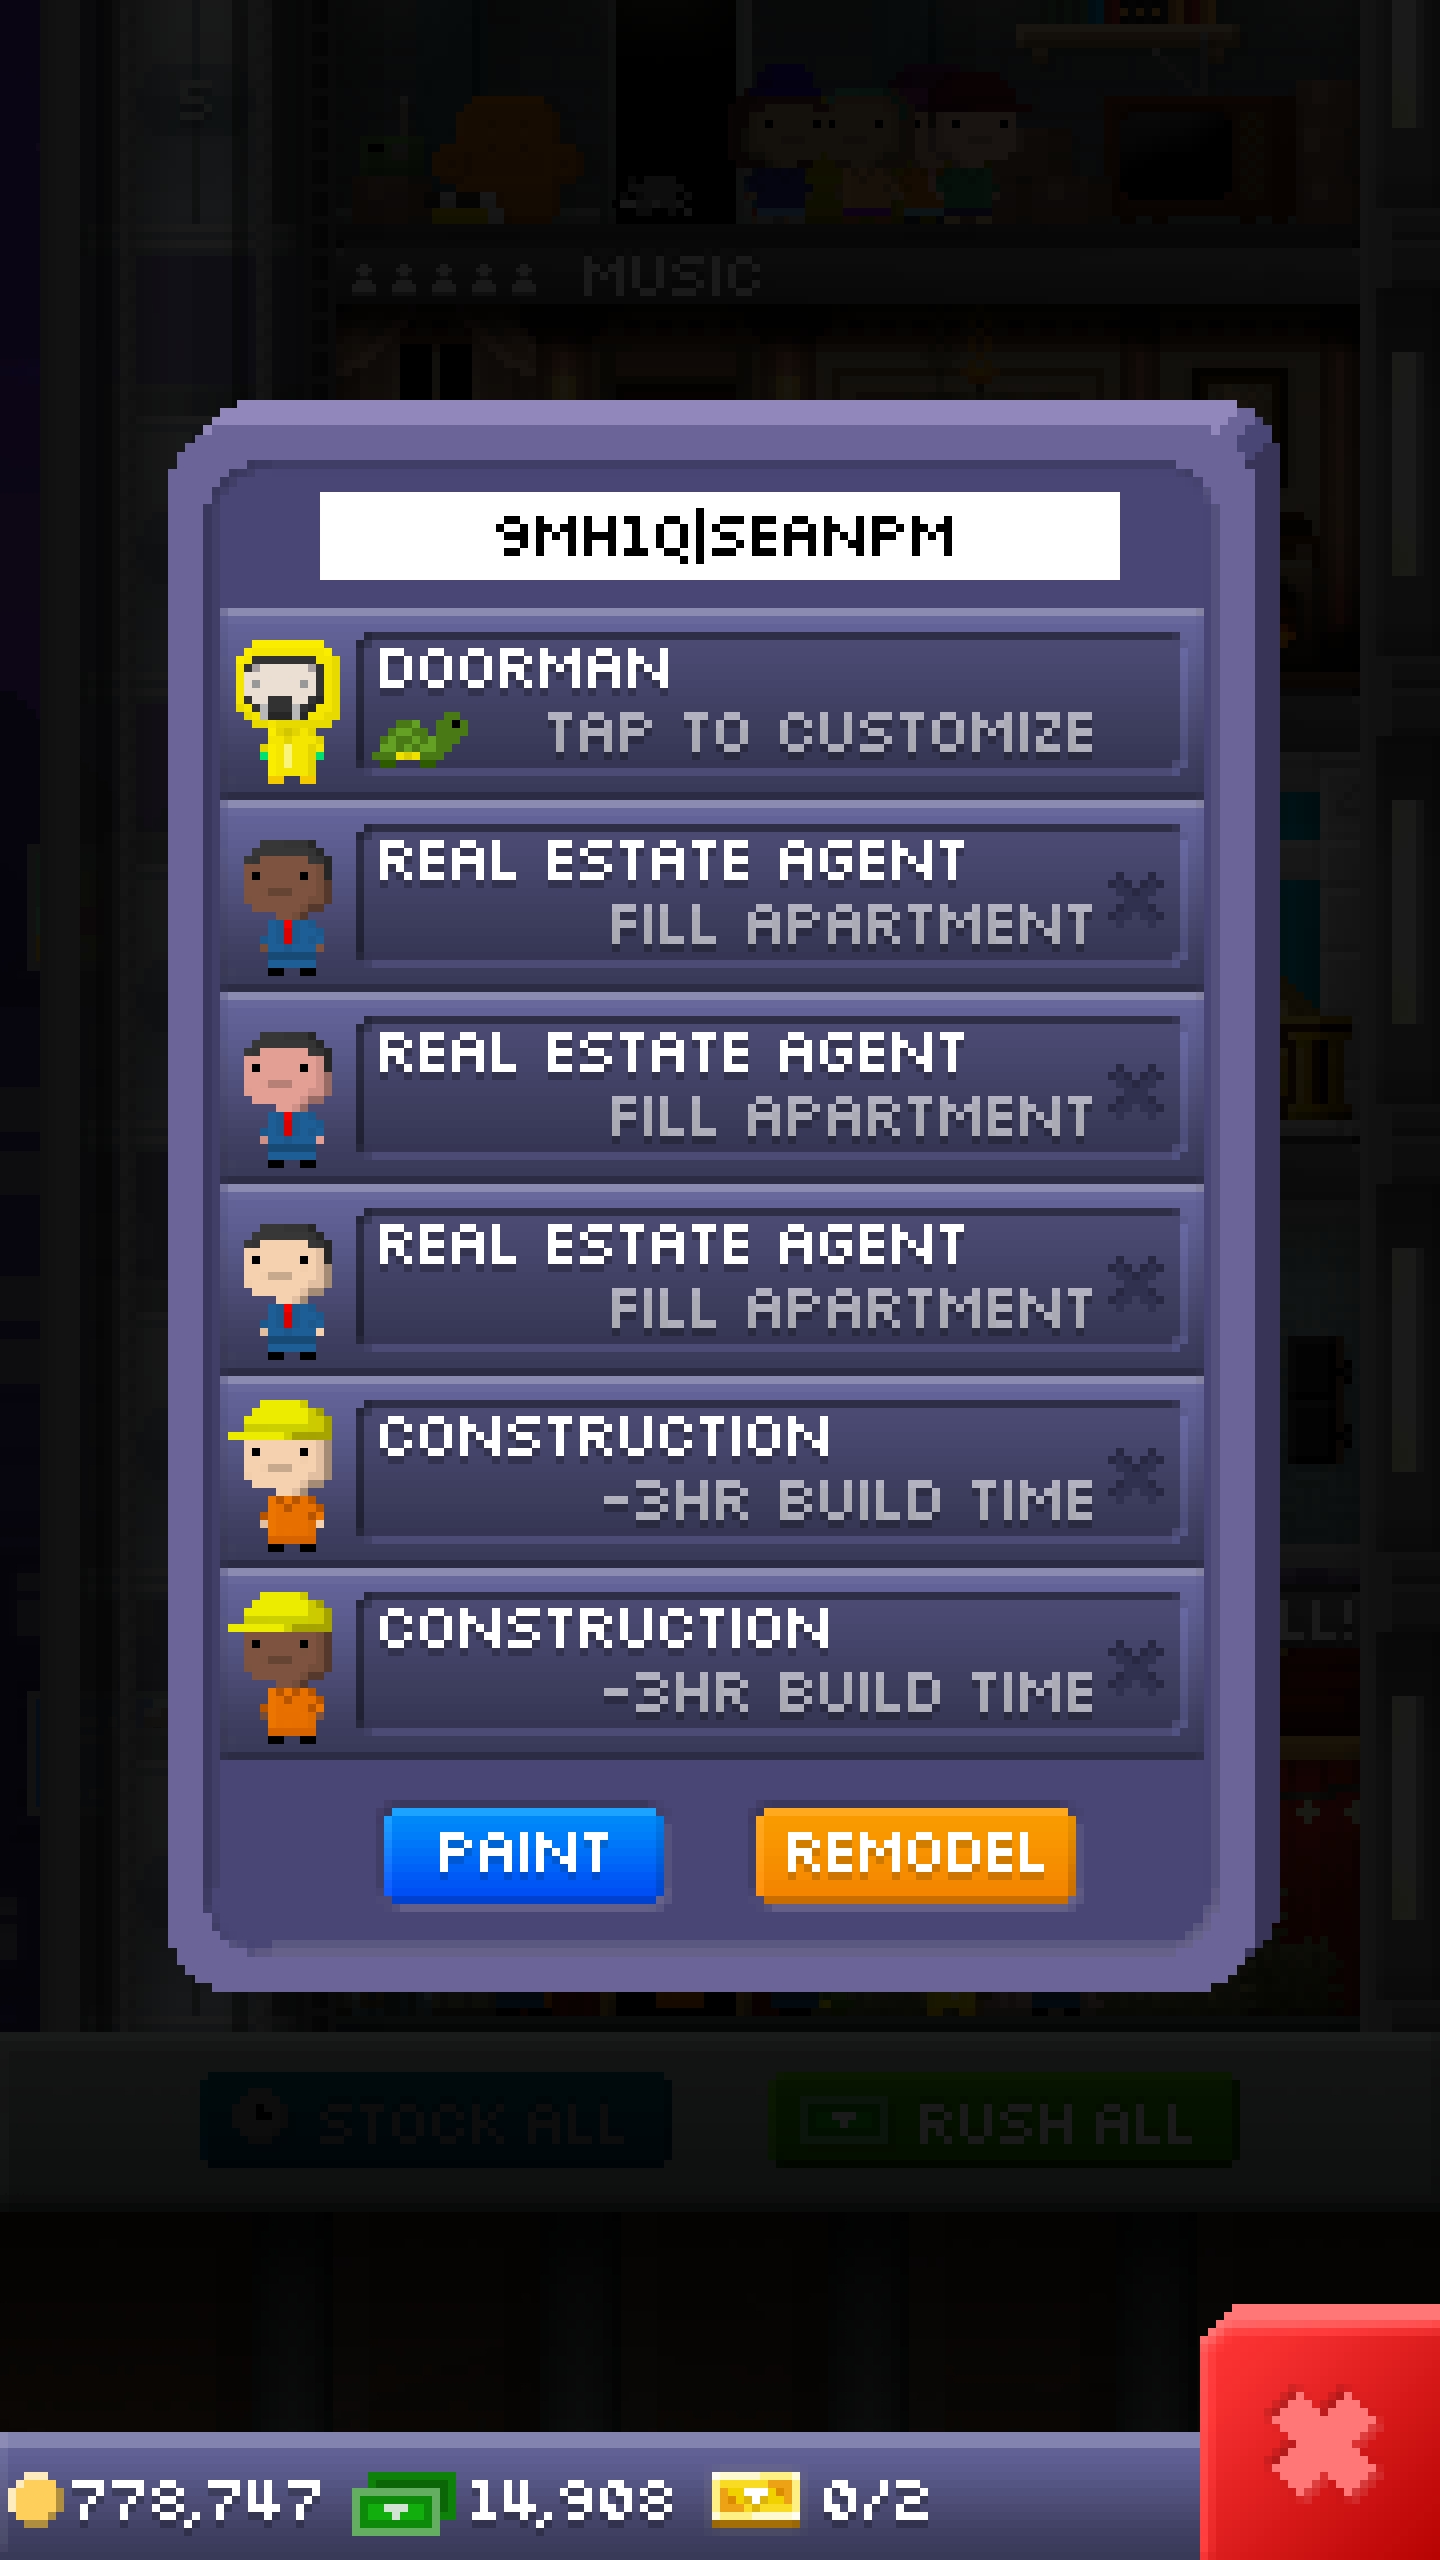 5
MUSIC
9MH1Q|SEANPM
DOORMAN
TAP TO CUSTOMIZE
REAL ESTATE AGENT
FILL APARTMENT
REAL ESTATE AGENT
FILL APARTMENT
REAL ESTATE AGENT
FILL APARTMENT
CONSTRUCTION
-3HR BUILD TIME
CONSTRUCTION
-3HR BUILD TIME
LL!
PAINT REMODEL
STOCK ALL RUSH ALL
778,747 14,908 0/2